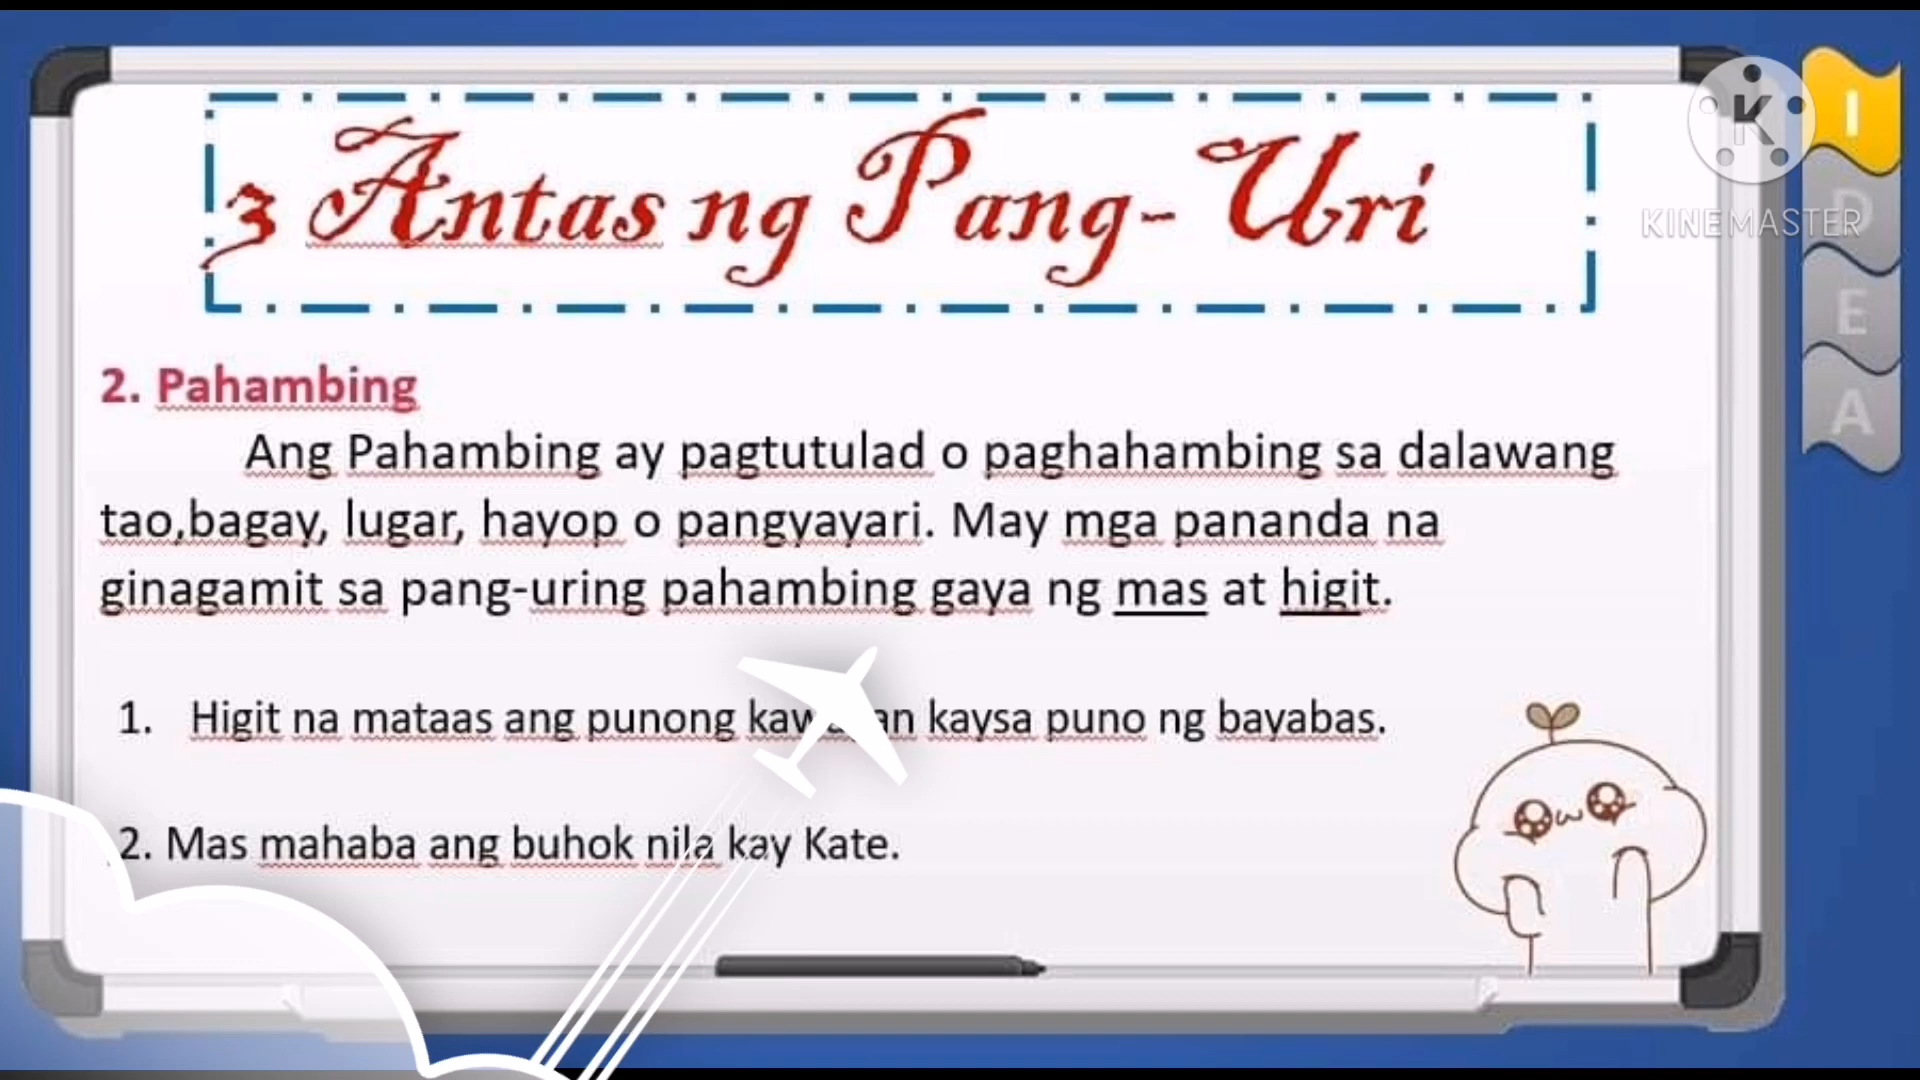 3 Antas ng Pang-Uri
2. Pahambing
Ang Pahambing ay pagtutulad o paghahambing sa dalawang
tao,bagay, lugar, hayop o pangyayari. May mga pananda na
ginagamit sa pang-uring pahambing gaya ng mas at higit.
1. Higit na mataas ang punong kawayan kaysa puno ng bayabas.
2. Mas mahaba ang buhok nila kay Kate.
K
KINEMASTER
I
D
E
A